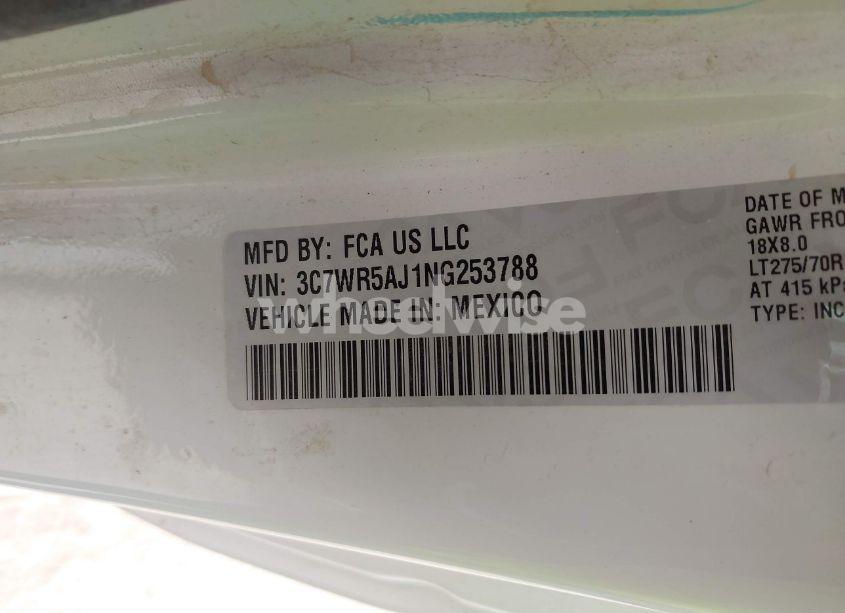 MFD BY: FCA US LLC
VIN: 3C7WR5AJ1NG253788
VEHICLE MADE IN: MEXICO
wheelwise
DATE OF M
GAWR FRO
18X8.0
LT275/70R
AT 415 kPa
TYPE: INC